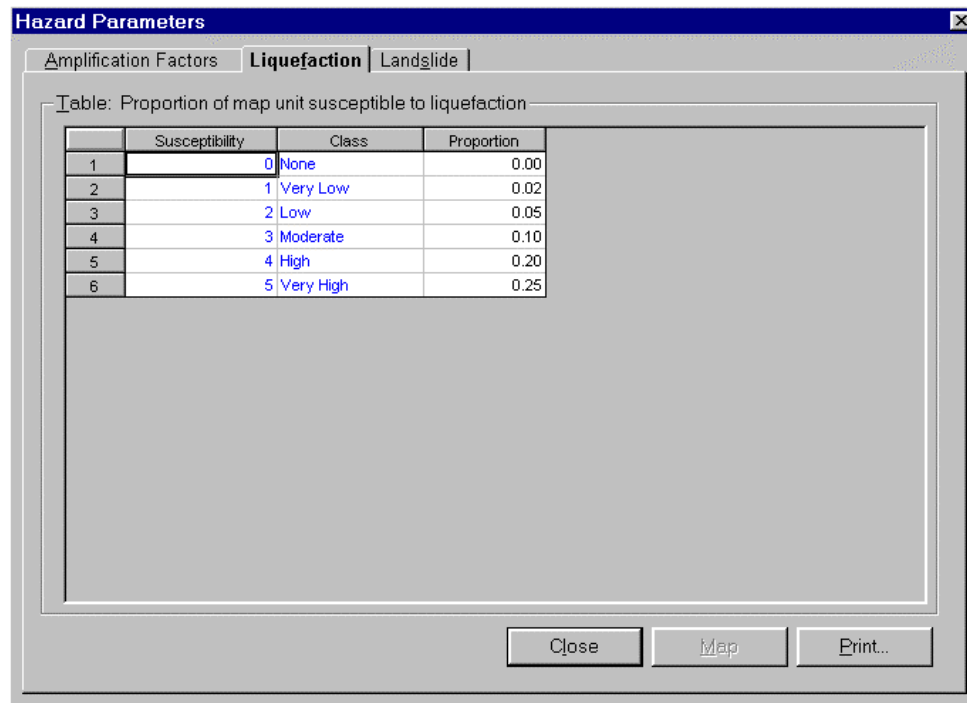 Hazard Parameters
Amplification Factors Liquefaction Landslide
Table: Proportion of map unit susceptible to liquefaction
Susceptibility Class Proportion
1 0 None 0.00
2 1 Very Low 0.02
3 2 Low 0.05
4 3 Moderate 0.10
5 4 High 0.20
6 5 Very High 0.25
Close Map Print...